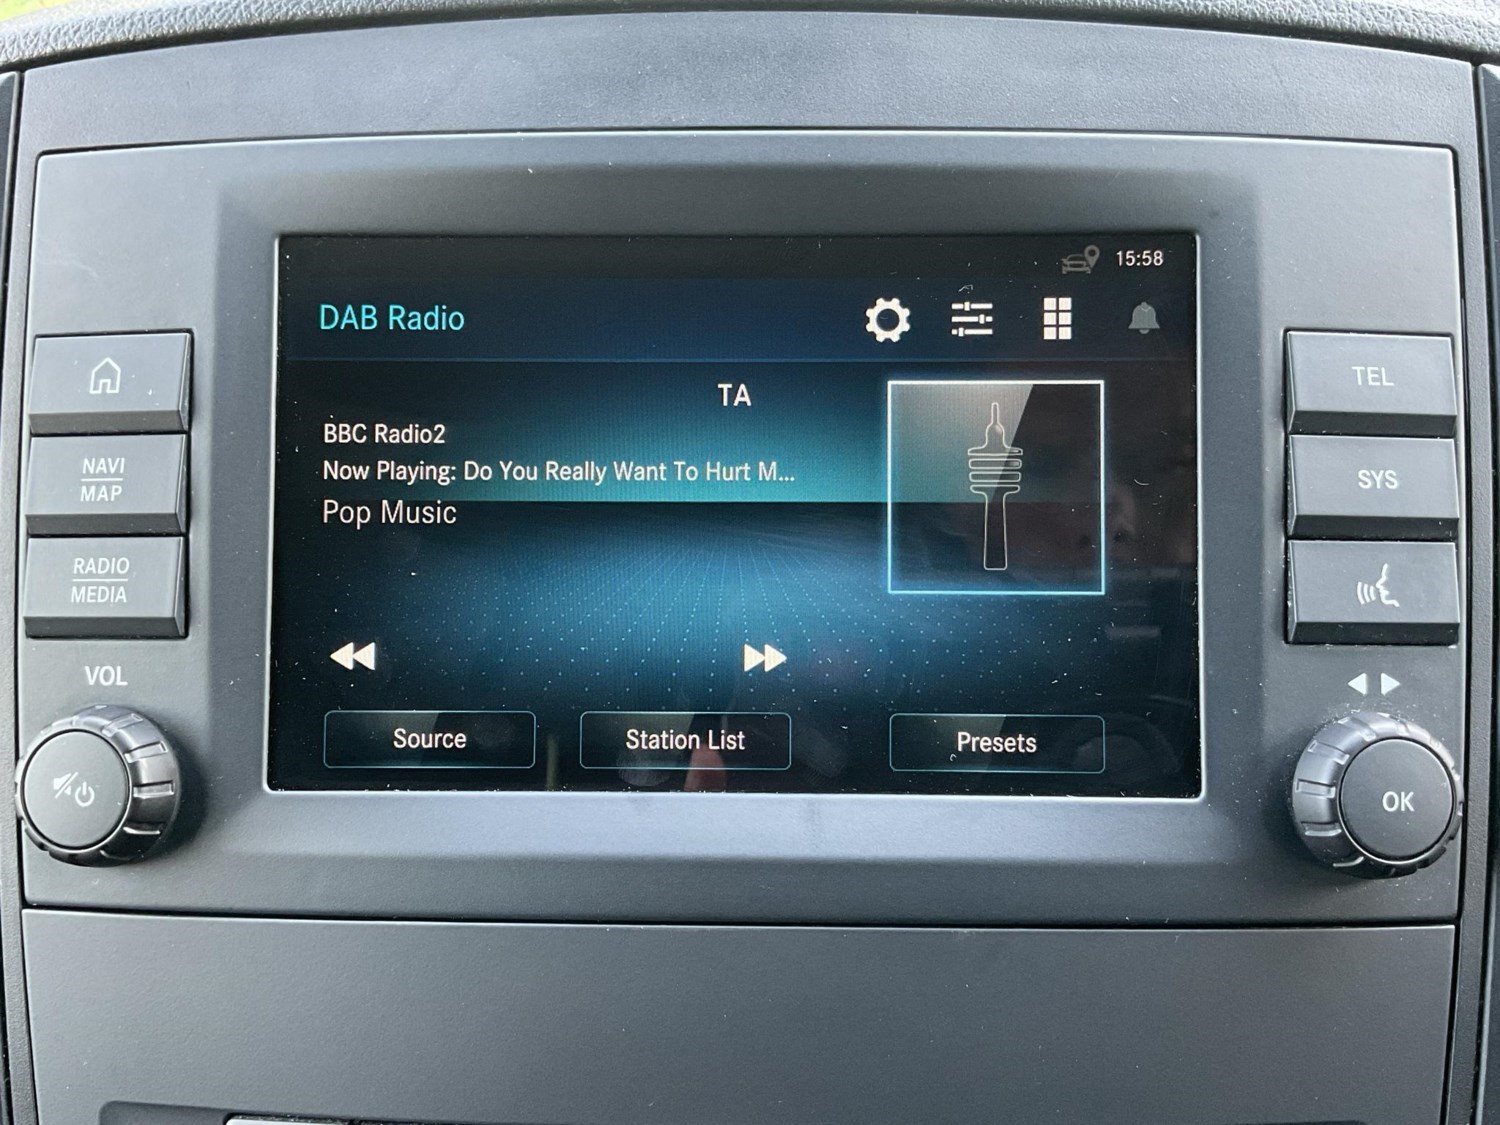 15:58
DAB Radio
TA
BBC Radio2
Now Playing: Do You Really Want To Hurt M...
Pop Music
Source
Station List
Presets
NAVI
MAP
RADIO
MEDIA
VOL
TEL
SYS
OK